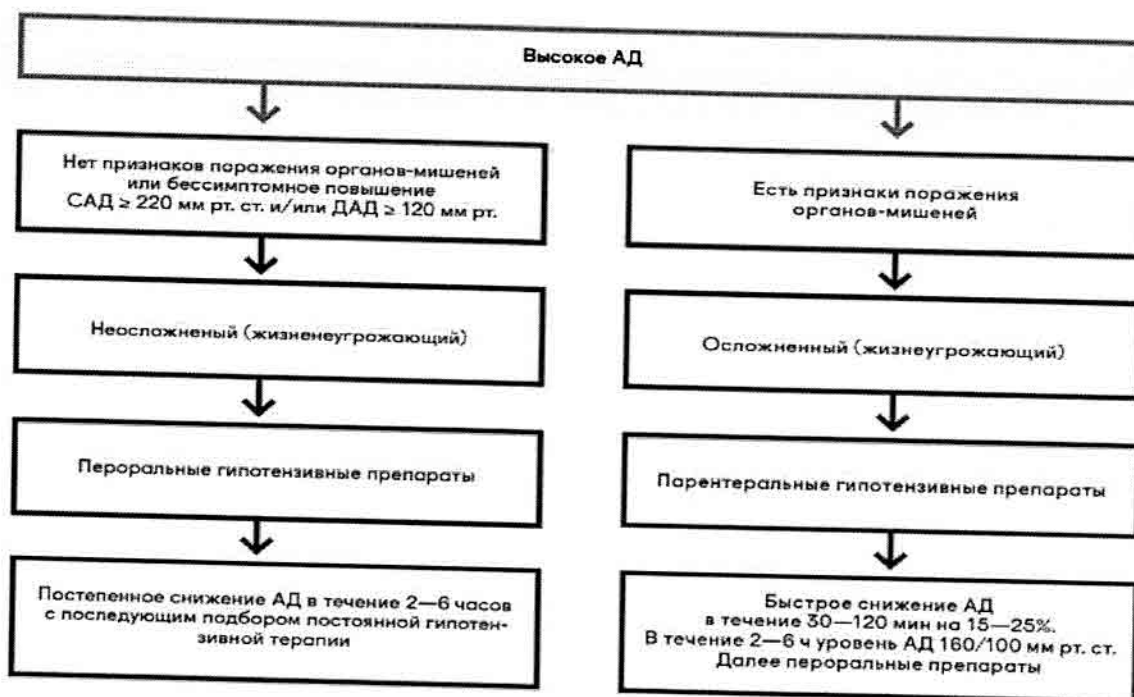 Высокое АД
Нет признаков поражения органов-мишеней
или бессимптомное повышение
САД ≥ 220 мм рт. ст. и/или ДАД ≥ 120 мм рт.
Неосложненый (жизненеугрожающий)
Пероральные гипотензивные препараты
Постепенное снижение АД в течение 2—6 часов
с последующим подбором постоянной гипотен-
зивной терапии
Есть признаки поражения
органов-мишеней
Осложненный (жизнеугрожающий)
Парентеральные гипотензивные препараты
Быстрое снижение АД
в течение 30—120 мин на 15—25%.
В течение 2—6 ч уровень АД 160/100 мм рт. ст.
Далее пероральные препараты